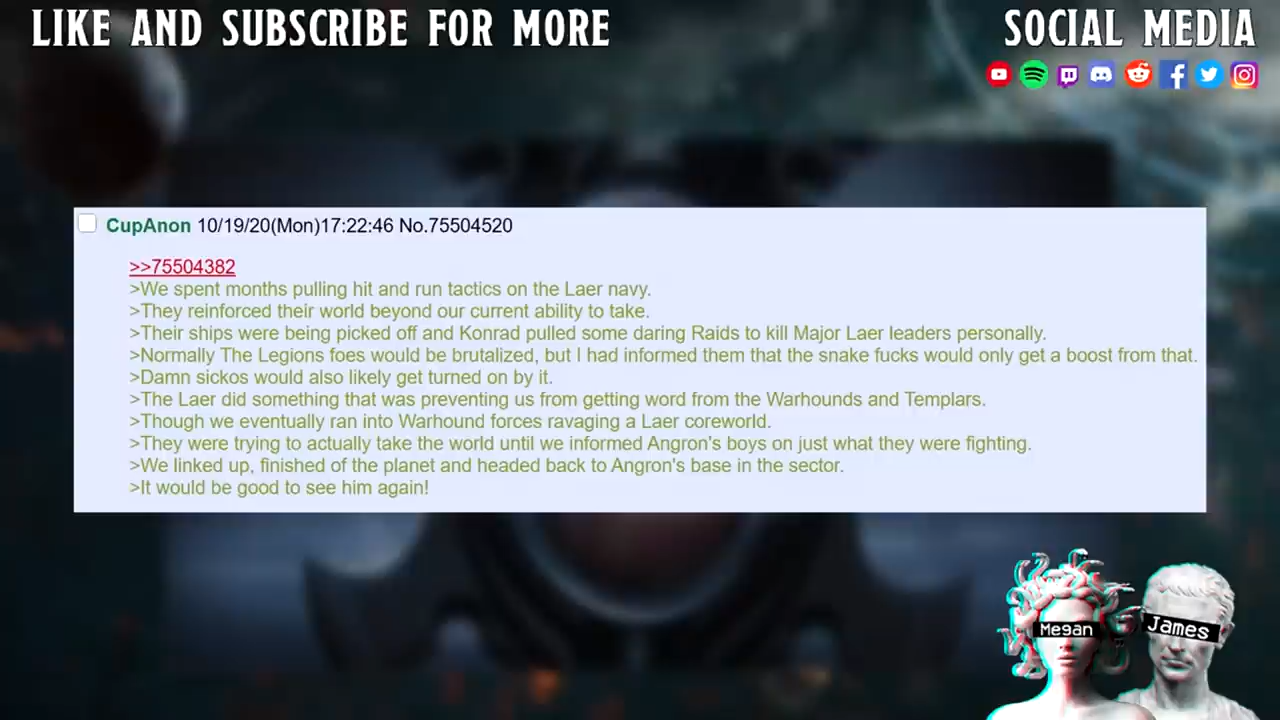 LIKE AND SUBSCRIBE FOR MORE
SOCIAL MEDIA
CupAnon 10/19/20(Mon)17:22:46 No.75504520
>>75504382
>We spent months pulling hit and run tactics on the Laer navy.
>They reinforced their world beyond our current ability to take.
>Their ships were being picked off and Konrad pulled some daring Raids to kill Major Laer leaders personally.
>Normally The Legions foes would be brutalized, but I had informed them that the snake fucks would only get a boost from that.
>Damn sickos would also likely get turned on by it.
>The Laer did something that was preventing us from getting word from the Warhounds and Templars.
>Though we eventually ran into Warhound forces ravaging a Laer coreworld.
>They were trying to actually take the world until we informed Angron's boys on just what they were fighting.
>We linked up, finished of the planet and headed back to Angron's base in the sector.
>It would be good to see him again!
Megan
James